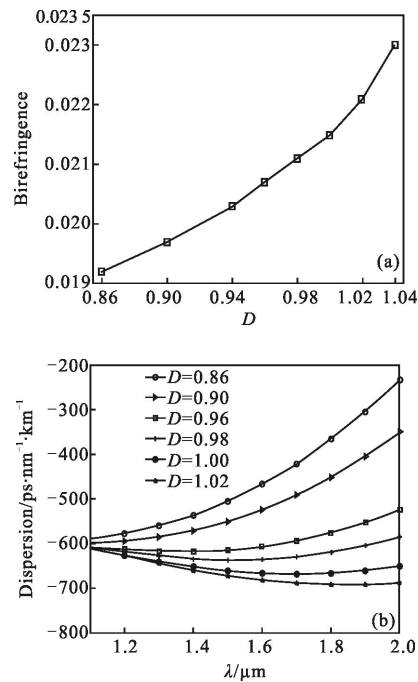 0.023 5
0.023
0.022
0.021
0.020
0.019
Birefringence
(a)
0.86 0.90 0.94 0.98 1.02 1.04
D
-200
-300
-400
-500
-600
-700
-800
Dispersion/ps·nm⁻¹·km⁻¹
D=0.86
D=0.90
D=0.96
D=0.98
D=1.00
D=1.02
(b)
1.2 1.4 1.6 1.8 2.0
λ/μm